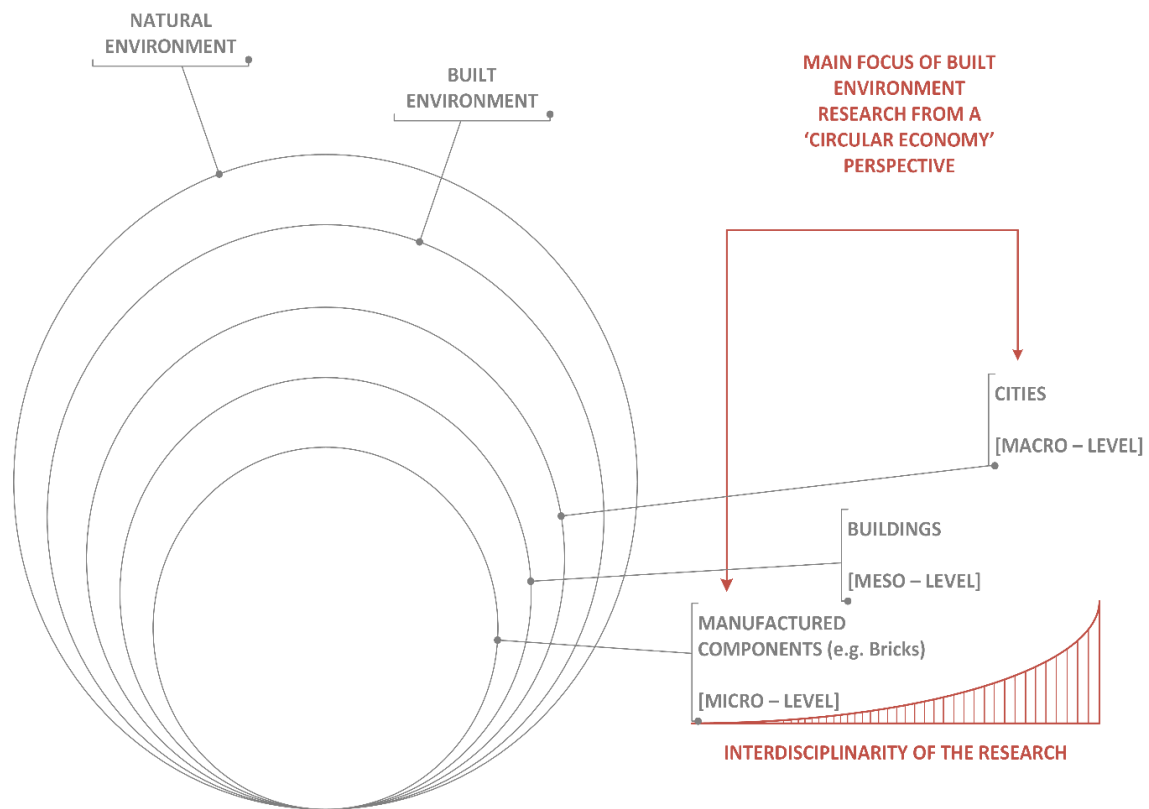 NATURAL
ENVIRONMENT
BUILT
ENVIRONMENT
MAIN FOCUS OF BUILT
ENVIRONMENT
RESEARCH FROM A
‘CIRCULAR ECONOMY’
PERSPECTIVE
CITIES
[MACRO – LEVEL]
BUILDINGS
[MESO – LEVEL]
MANUFACTURED
COMPONENTS (e.g. Bricks)
[MICRO – LEVEL]
INTERDISCIPLINARITY OF THE RESEARCH